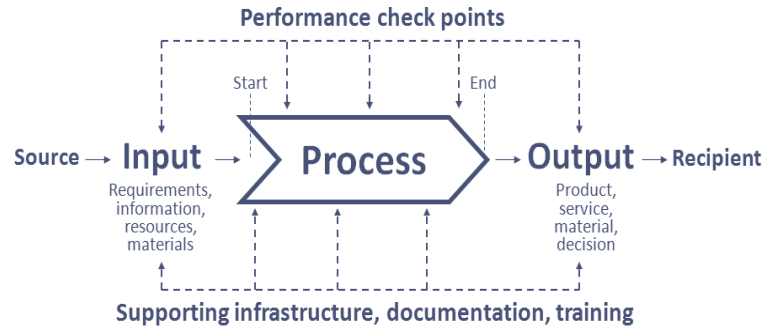 Performance check points
Start
End
Source
Input
Process
Output
Recipient
Requirements,
information,
resources,
materials
Product,
service,
material,
decision
Supporting infrastructure, documentation, training